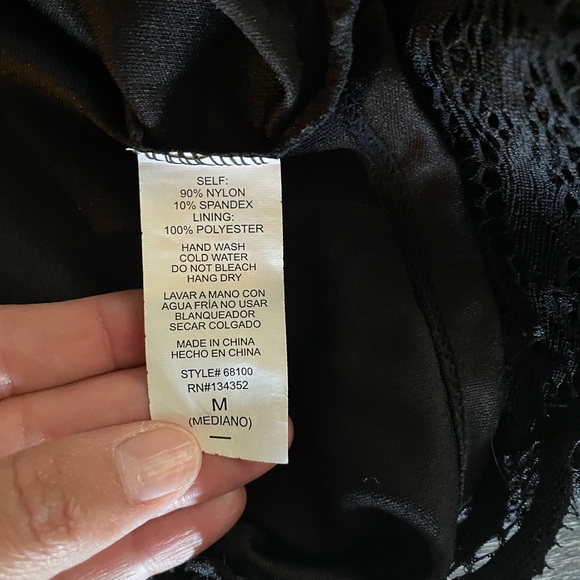 SELF:
90% NYLON
10% SPANDEX
LINING:
100% POLYESTER
HAND WASH
COLD WATER
DO NOT BLEACH
HANG DRY
LAVAR A MANO CON
AGUA FRÍA NO USAR
BLANQUEADOR
SECAR COLGADO
MADE IN CHINA
HECHO EN CHINA
STYLE# 68100
RN#134352
M
(MEDIANO)